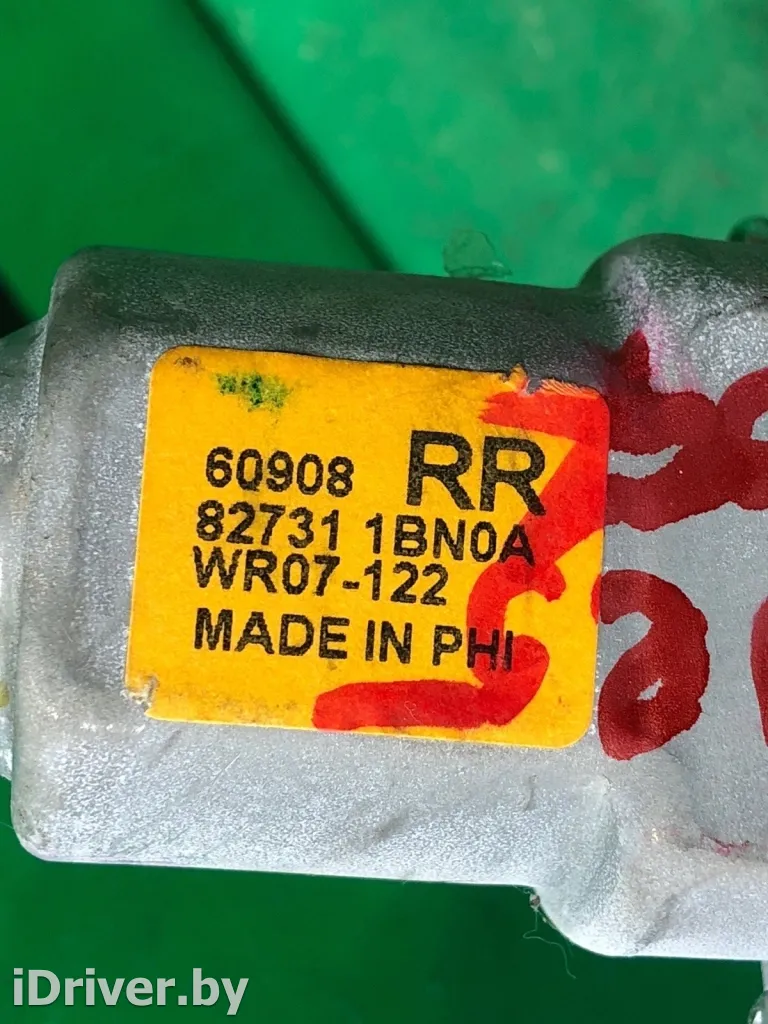 60908 RR
82731 1BN0A
WR07-122
MADE IN PHI
iDriver.by